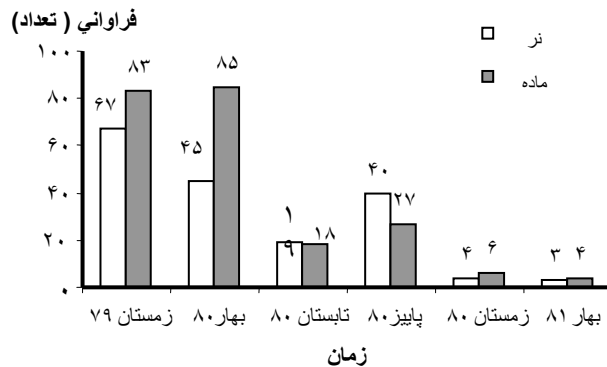 فراواني ( تعداد)
نر
ماده
۱۰۰
۸۰
۶۰
۴۰
۲۰
۰
۶۷
۸۳
۴۵
۸۵
۱
۹
۱۸
۴۰
۲۷
۴
۶
۳
۴
زمستان ۷۹
بهار۸۰
تابستان ۸۰
پاییز۸۰
زمستان ۸۰
بهار ۸۱
زمان